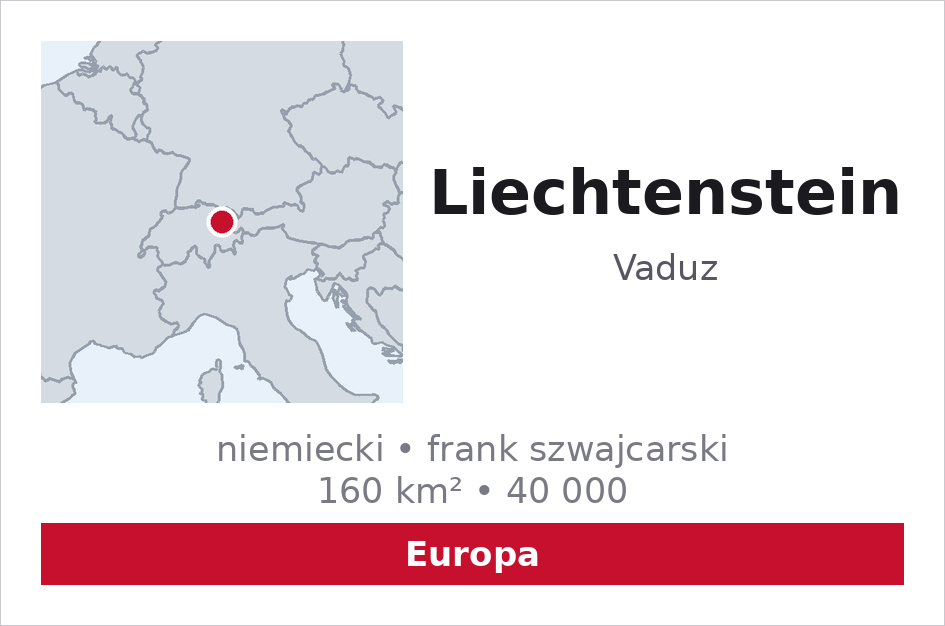 Liechtenstein
Vaduz
niemiecki • frank szwajcarski
160 km² • 40 000
Europa